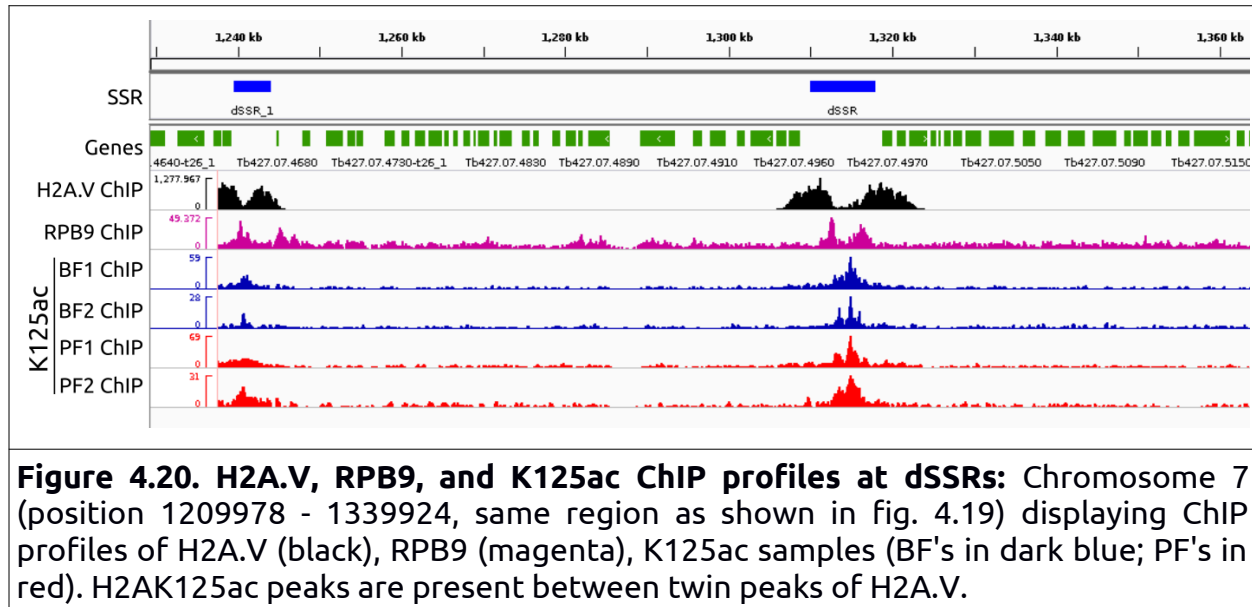 1,240 kb 1,260 kb 1,280 kb 1,300 kb 1,320 kb 1,340 kb 1,360 kb
SSR
dSSR_1 dSSR
Genes
.4640-t26_1 Tb427.07.4680 Tb427.07.4730-t26_1 Tb427.07.4830 Tb427.07.4890 Tb427.07.4910 Tb427.07.4960 Tb427.07.4970 Tb427.07.5050 Tb427.07.5090 Tb427.07.5150
H2A.V ChIP 1,277.967
0
RPB9 ChIP 49.372
0
K125ac
BF1 ChIP 59
0
BF2 ChIP 28
0
PF1 ChIP 69
0
PF2 ChIP 31
0
Figure 4.20. H2A.V, RPB9, and K125ac ChIP profiles at dSSRs: Chromosome 7
(position 1209978 - 1339924, same region as shown in fig. 4.19) displaying ChIP
profiles of H2A.V (black), RPB9 (magenta), K125ac samples (BF's in dark blue; PF's in
red). H2AK125ac peaks are present between twin peaks of H2A.V.